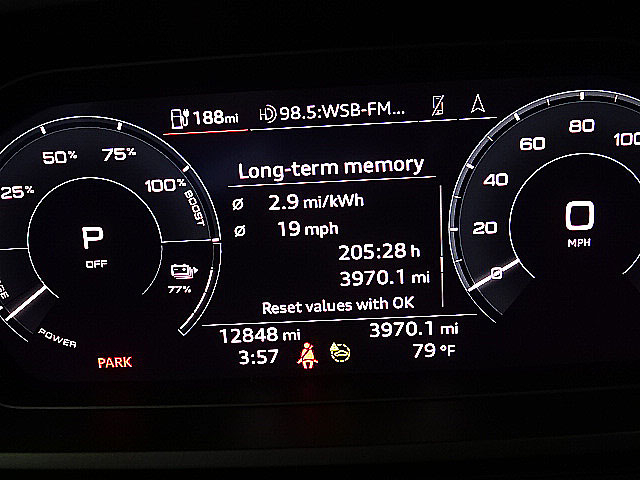 188mi
98.5:WSB-FM...
25%
50%
75%
100%
BOOST
P
OFF
77%
POWER
PARK
Long-term memory
ø 2.9 mi/kWh
ø 19 mph
205:28 h
3970.1 mi
Reset values with OK
12848 mi
3970.1 mi
3:57
79 °F
20
40
60
80
100
0
MPH
0